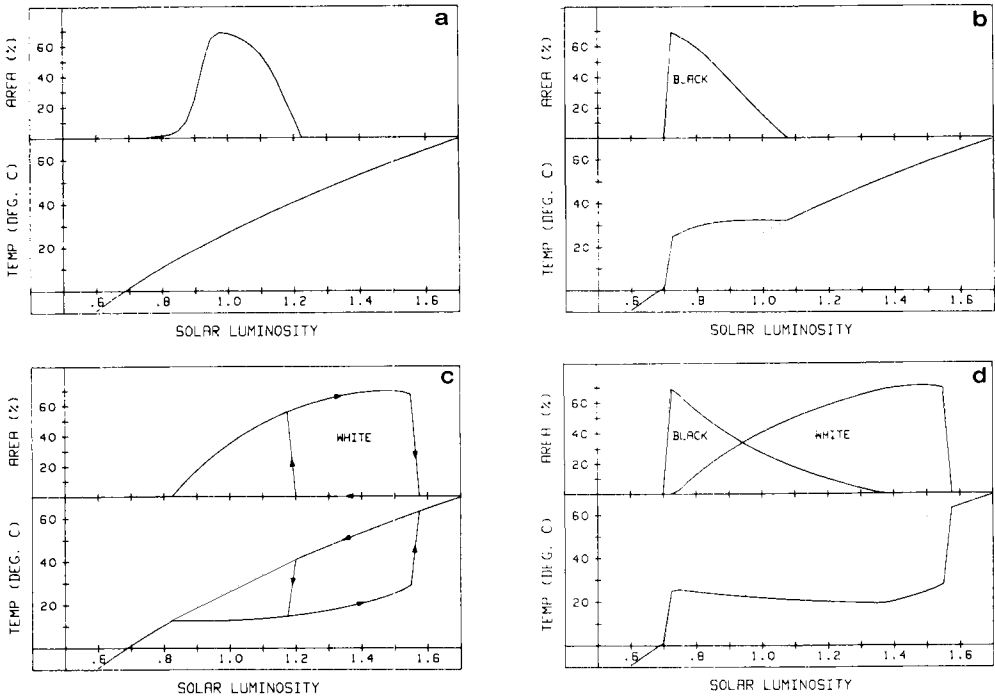 a
AREA (%)
60
40
20
TEMP (DEG. C)
60
40
20
.6 .8 1.0 1.2 1.4 1.6
SOLAR LUMINOSITY
b
AREA (%)
60
40
20
BLACK
TEMP (DEG. C)
60
40
20
.6 .8 1.0 1.2 1.4 1.6
SOLAR LUMINOSITY
c
AREA (%)
60
40
20
WHITE
TEMP (DEG. C)
60
40
20
.6 .8 1.0 1.2 1.4 1.6
SOLAR LUMINOSITY
d
AREA (%)
60
40
20
BLACK
WHITE
TEMP (DEG. C)
60
40
20
.6 .8 1.0 1.2 1.4 1.6
SOLAR LUMINOSITY